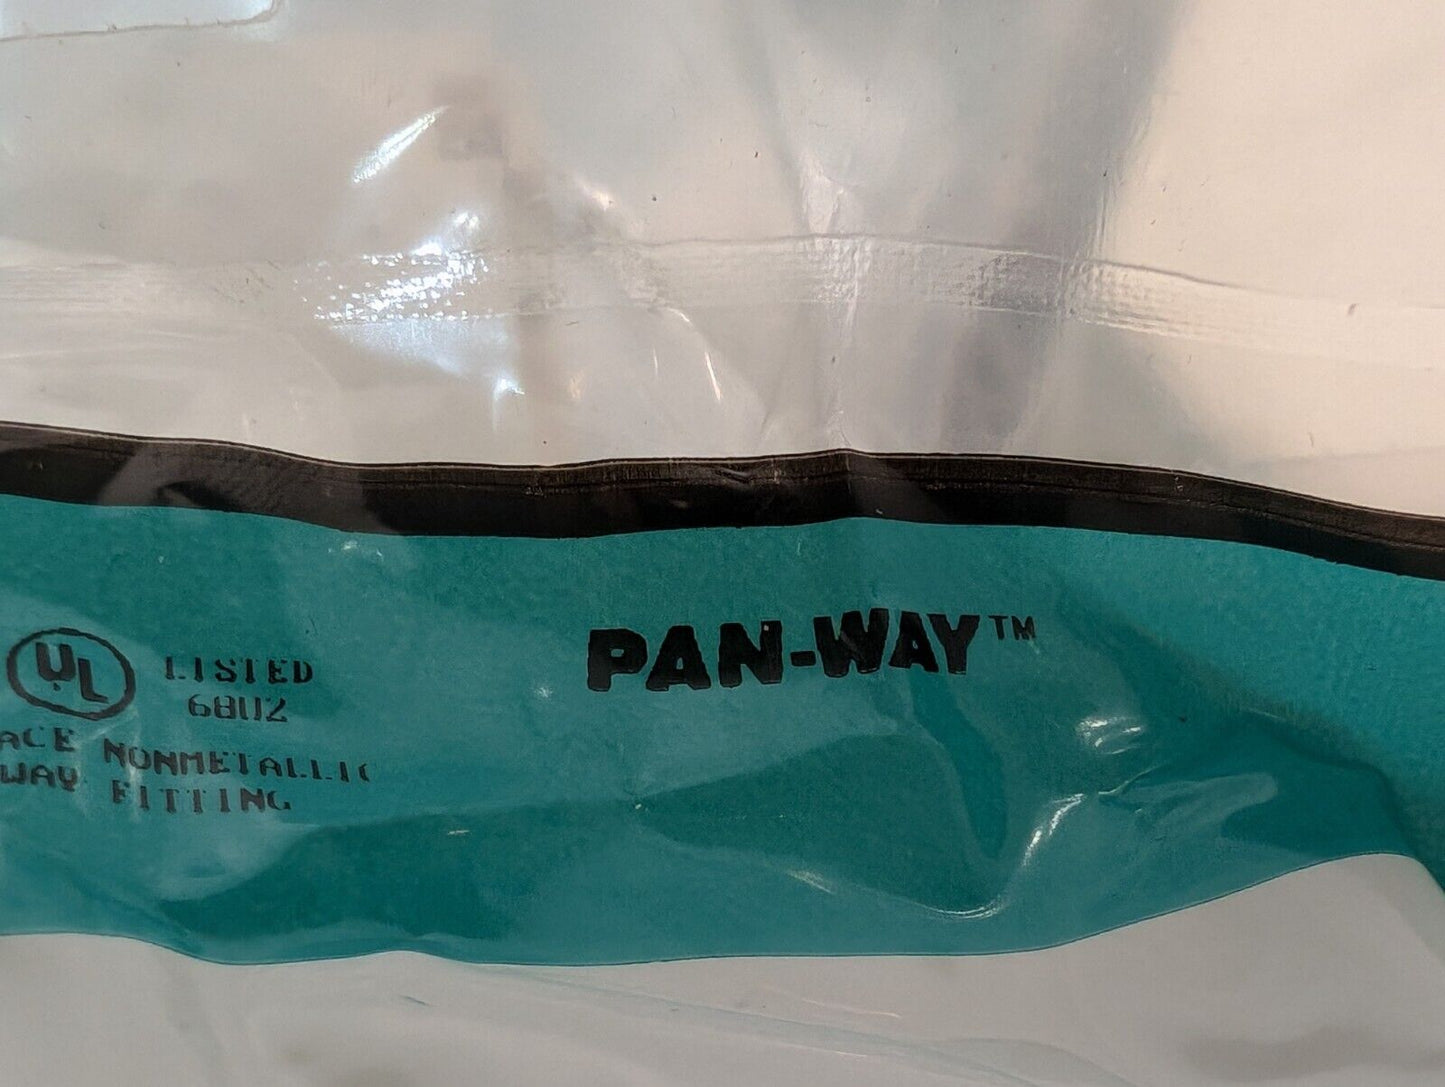 UL LISTED
68U2
ACE NONMETALLIC
WAY FITTING
PAN-WAY™